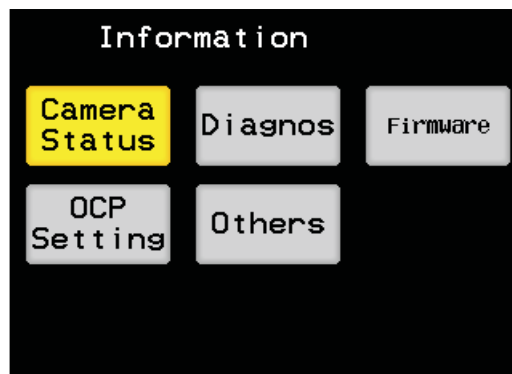 Information
Camera
Status
Diagnos
Firmware
OCP
Setting
Others